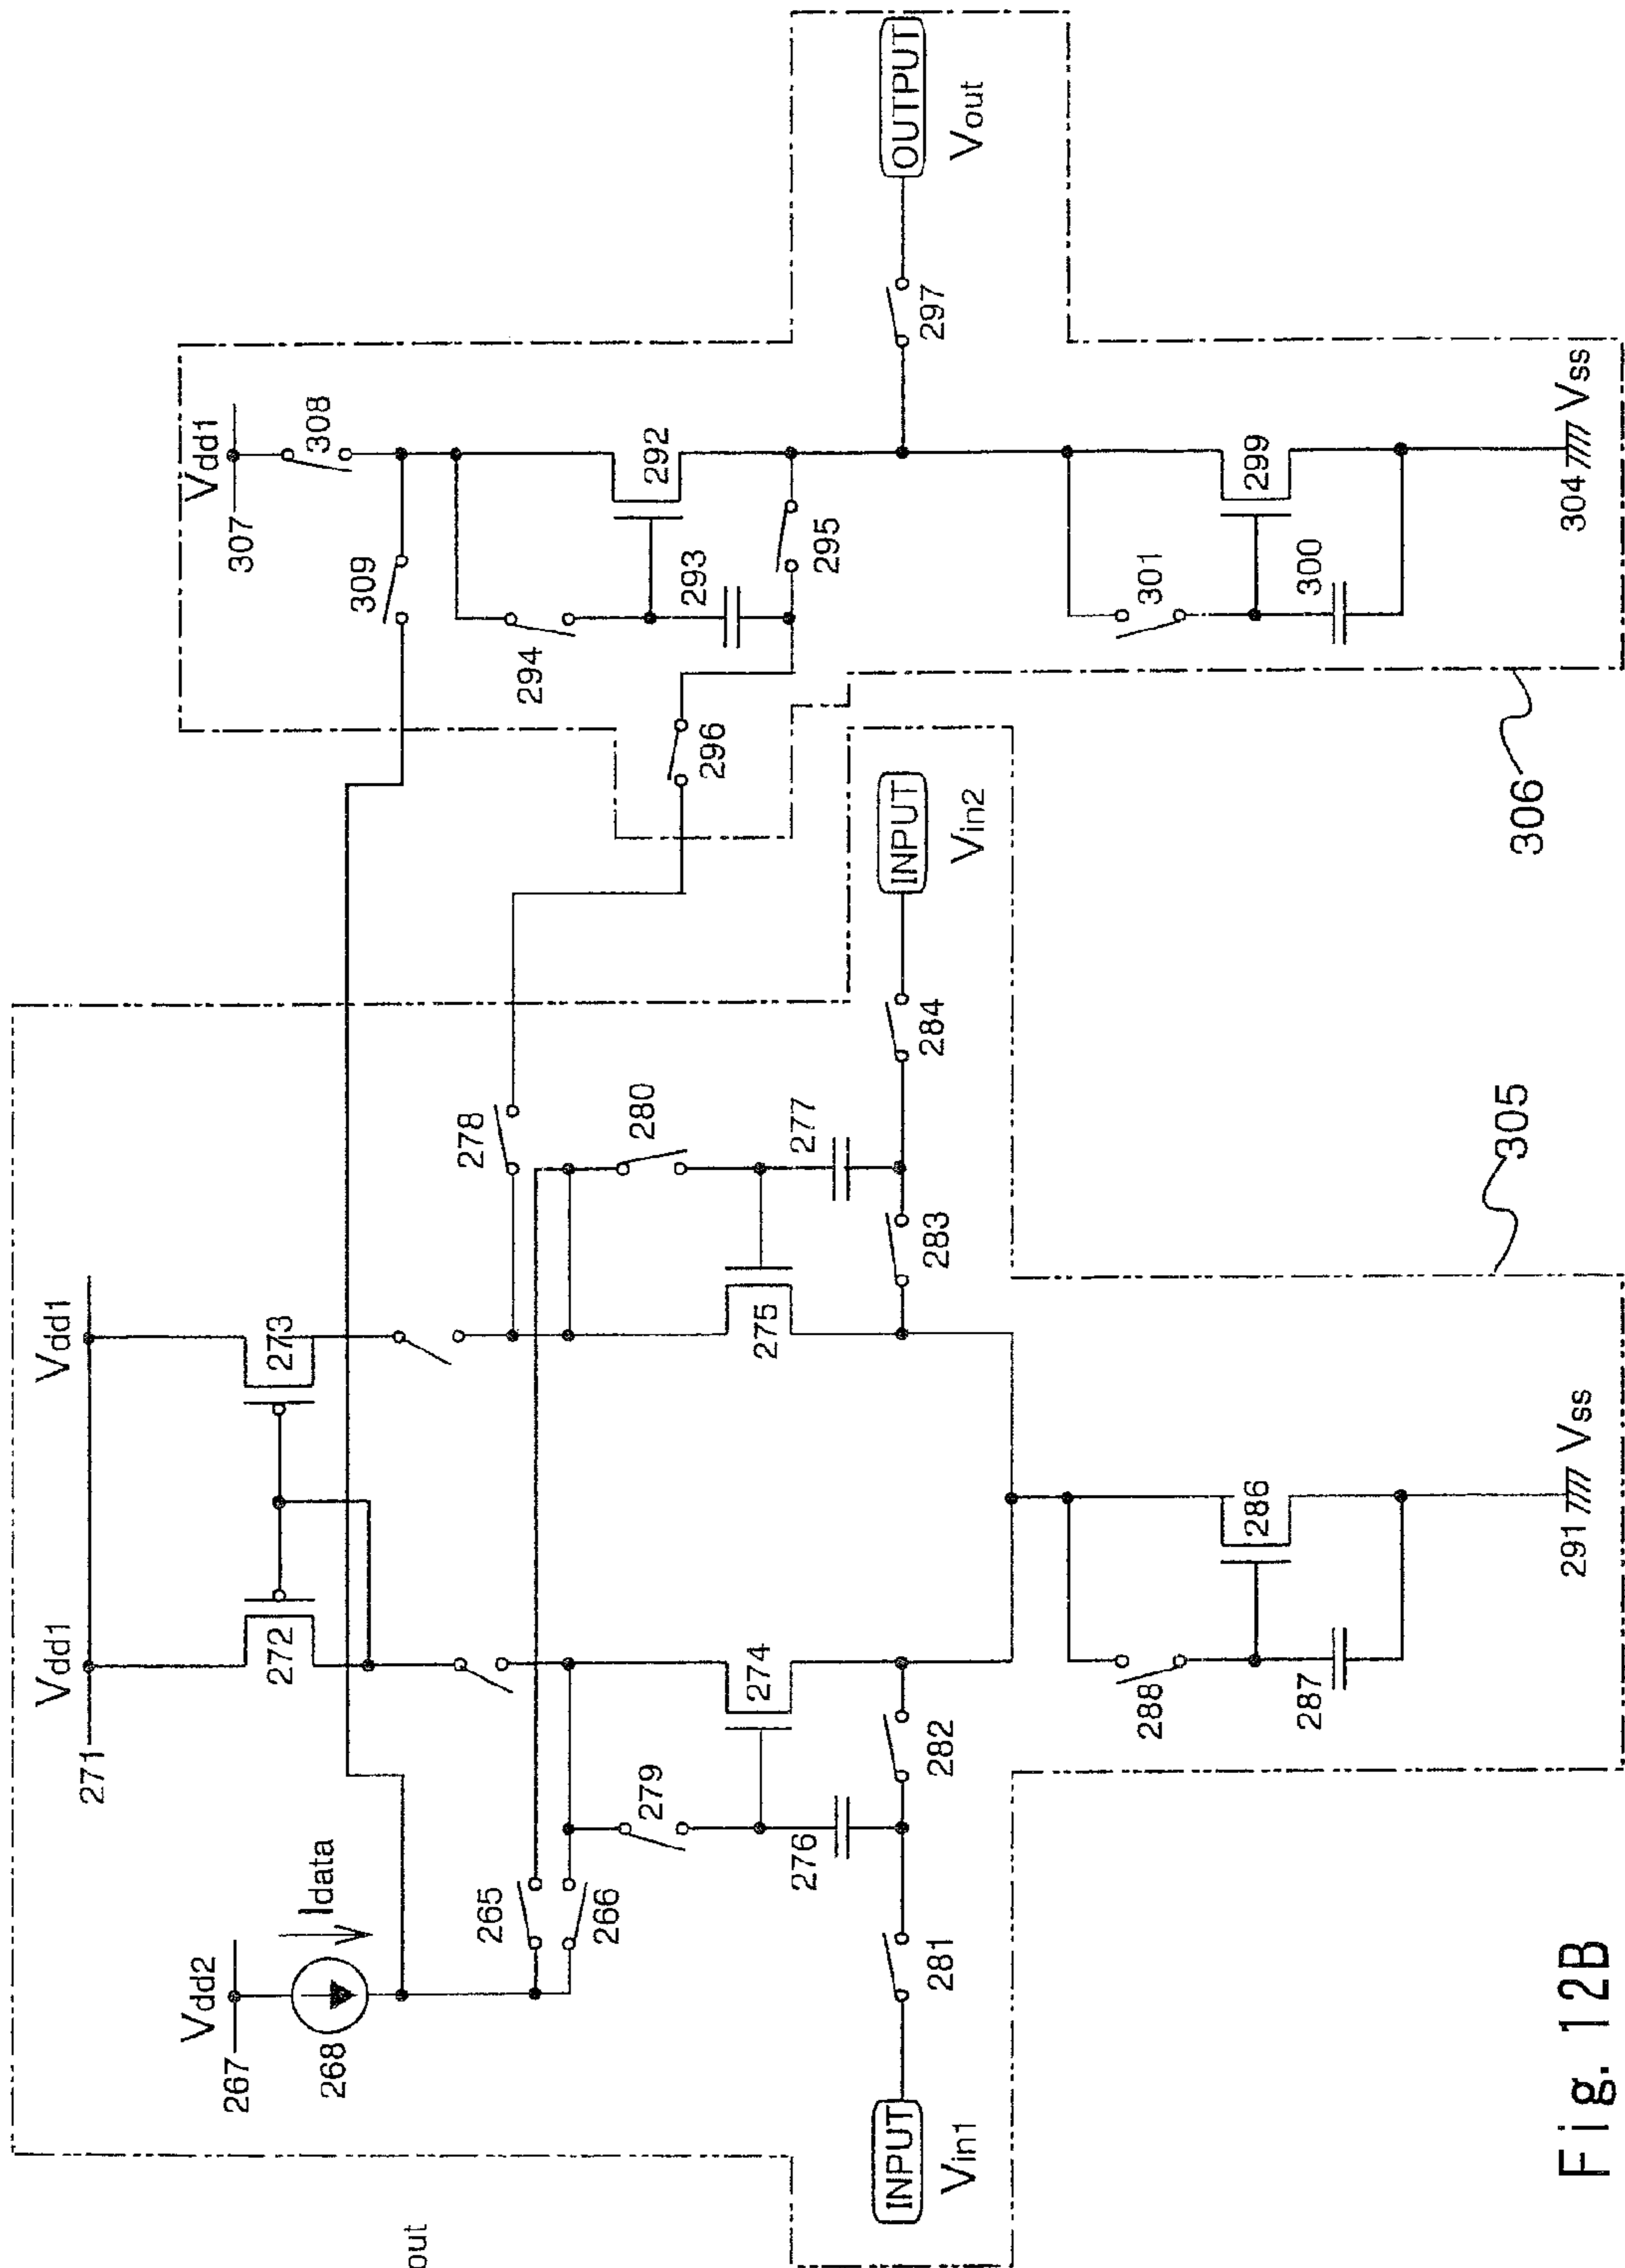 Vdd2
267
268
Idata
Vdd1
271
Vdd1
272
273
265
266
278
279
280
274
275
276
277
281
282
283
284
INPUT
Vin1
INPUT
Vin2
286
287
288
291
Vss
305
Vdd1
307
308
309
292
293
294
295
296
297
OUTPUT
Vout
299
300
301
304
Vss
306
out
Fig. 12B